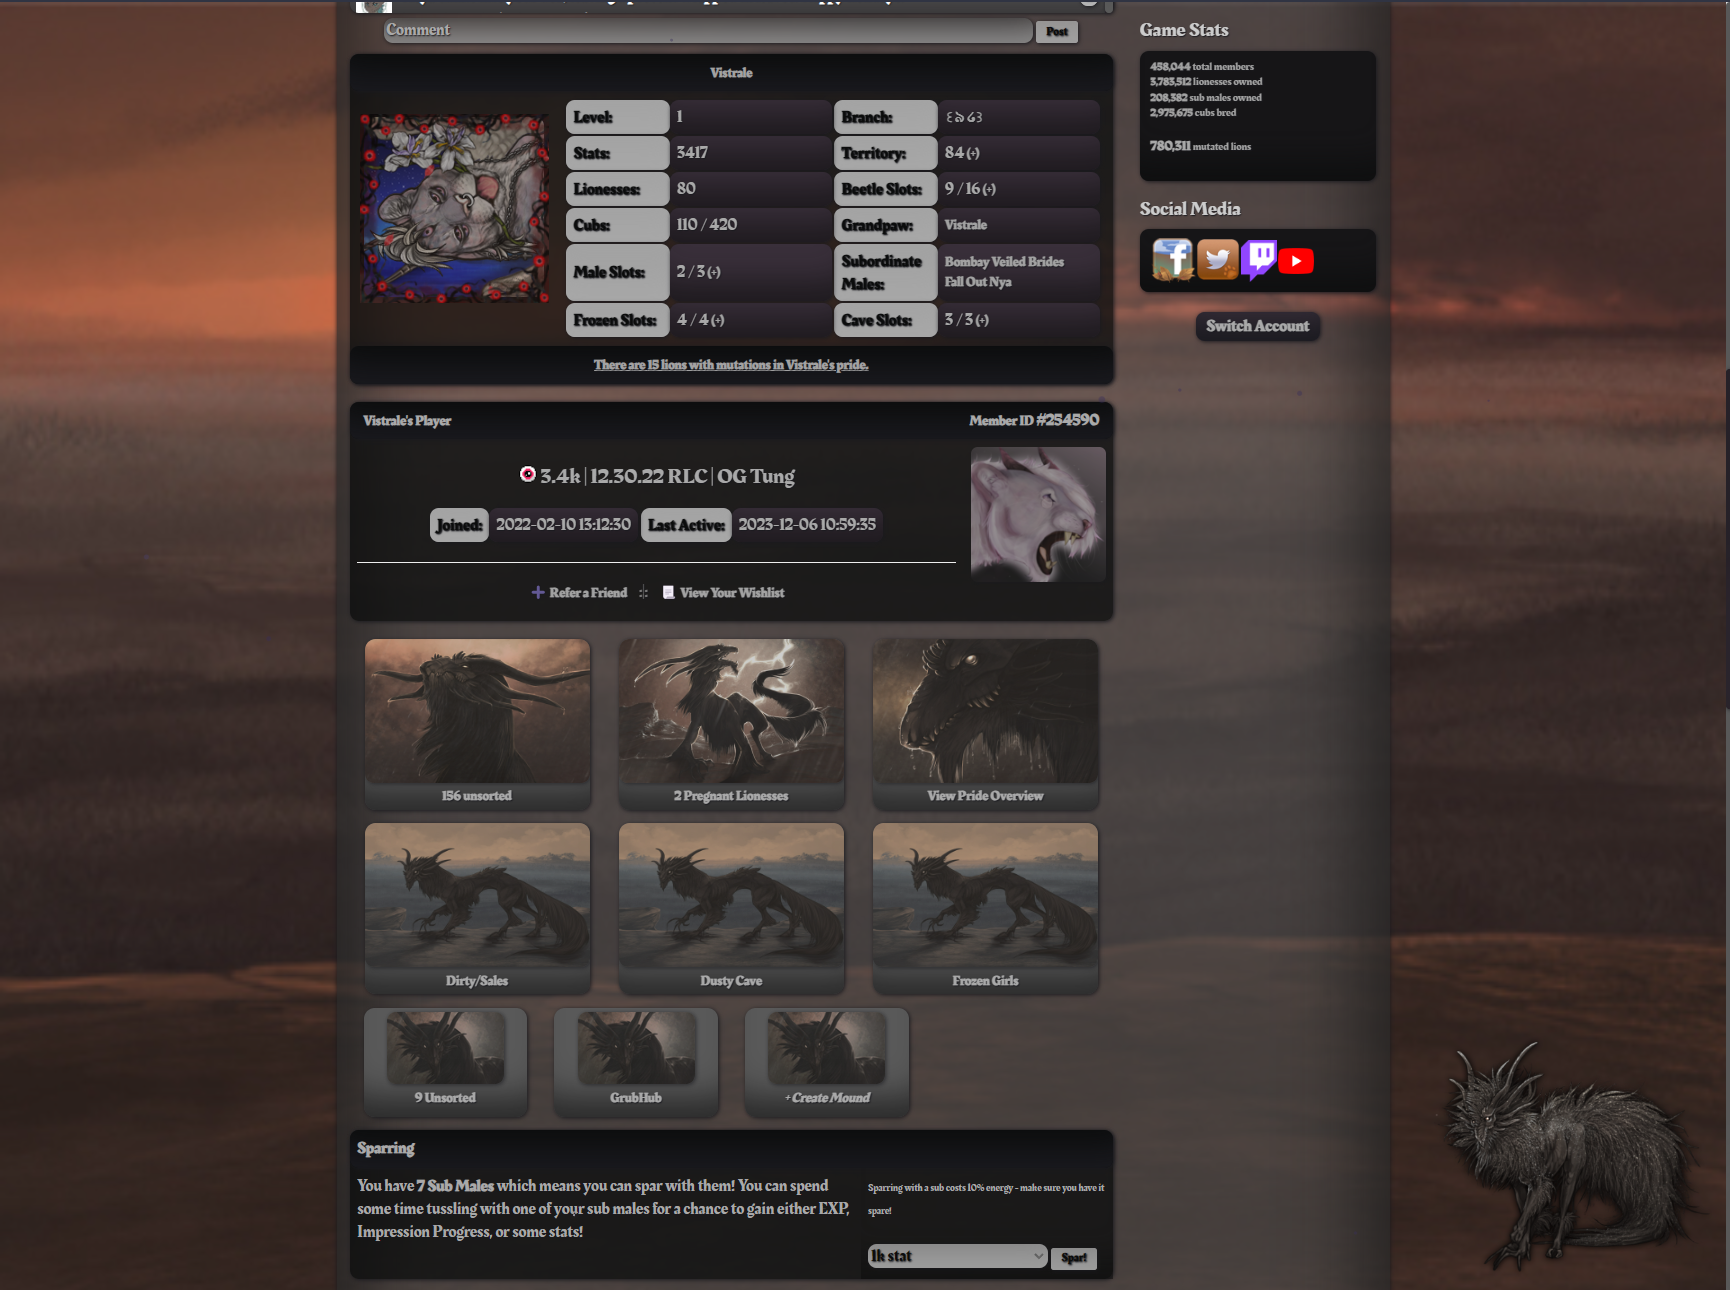 Comment
Post
Vistrale
Level: 1
Branch:
Stats: 3417
Territory: 84 (+)
Lionesses: 80
Beetle Slots: 9 / 16 (+)
Cubs: 110 / 420
Grandpaw: Vistrale
Male Slots: 2 / 3 (+)
Subordinate Males: Bombay Veiled Brides
Fall Out Nya
Frozen Slots: 4 / 4 (+)
Cave Slots: 3 / 3 (+)
There are 15 lions with mutations in Vistrale's pride.
Vistrale's Player
Member ID #254590
3.4k | 12.30.22 RLC | OG Tung
Joined: 2022-02-10 13:12:30 Last Active: 2023-12-06 10:59:35
Refer a Friend
View Your Wishlist
156 unsorted
2 Pregnant Lionesses
View Pride Overview
Dirty/Sales
Dusty Cave
Frozen Girls
9 Unsorted
GrubHub
+ Create Mound
Sparring
You have 7 Sub Males which means you can spar with them! You can spend
some time tussling with one of your sub males for a chance to gain either EXP,
Impression Progress, or some stats!
Sparring with a sub costs 10% energy - make sure you have it
spare!
1k stat
Spar!
Game Stats
458,044 total members
3,783,512 lionesses owned
208,382 sub males owned
2,975,675 cubs bred
780,311 mutated lions
Social Media
Switch Account